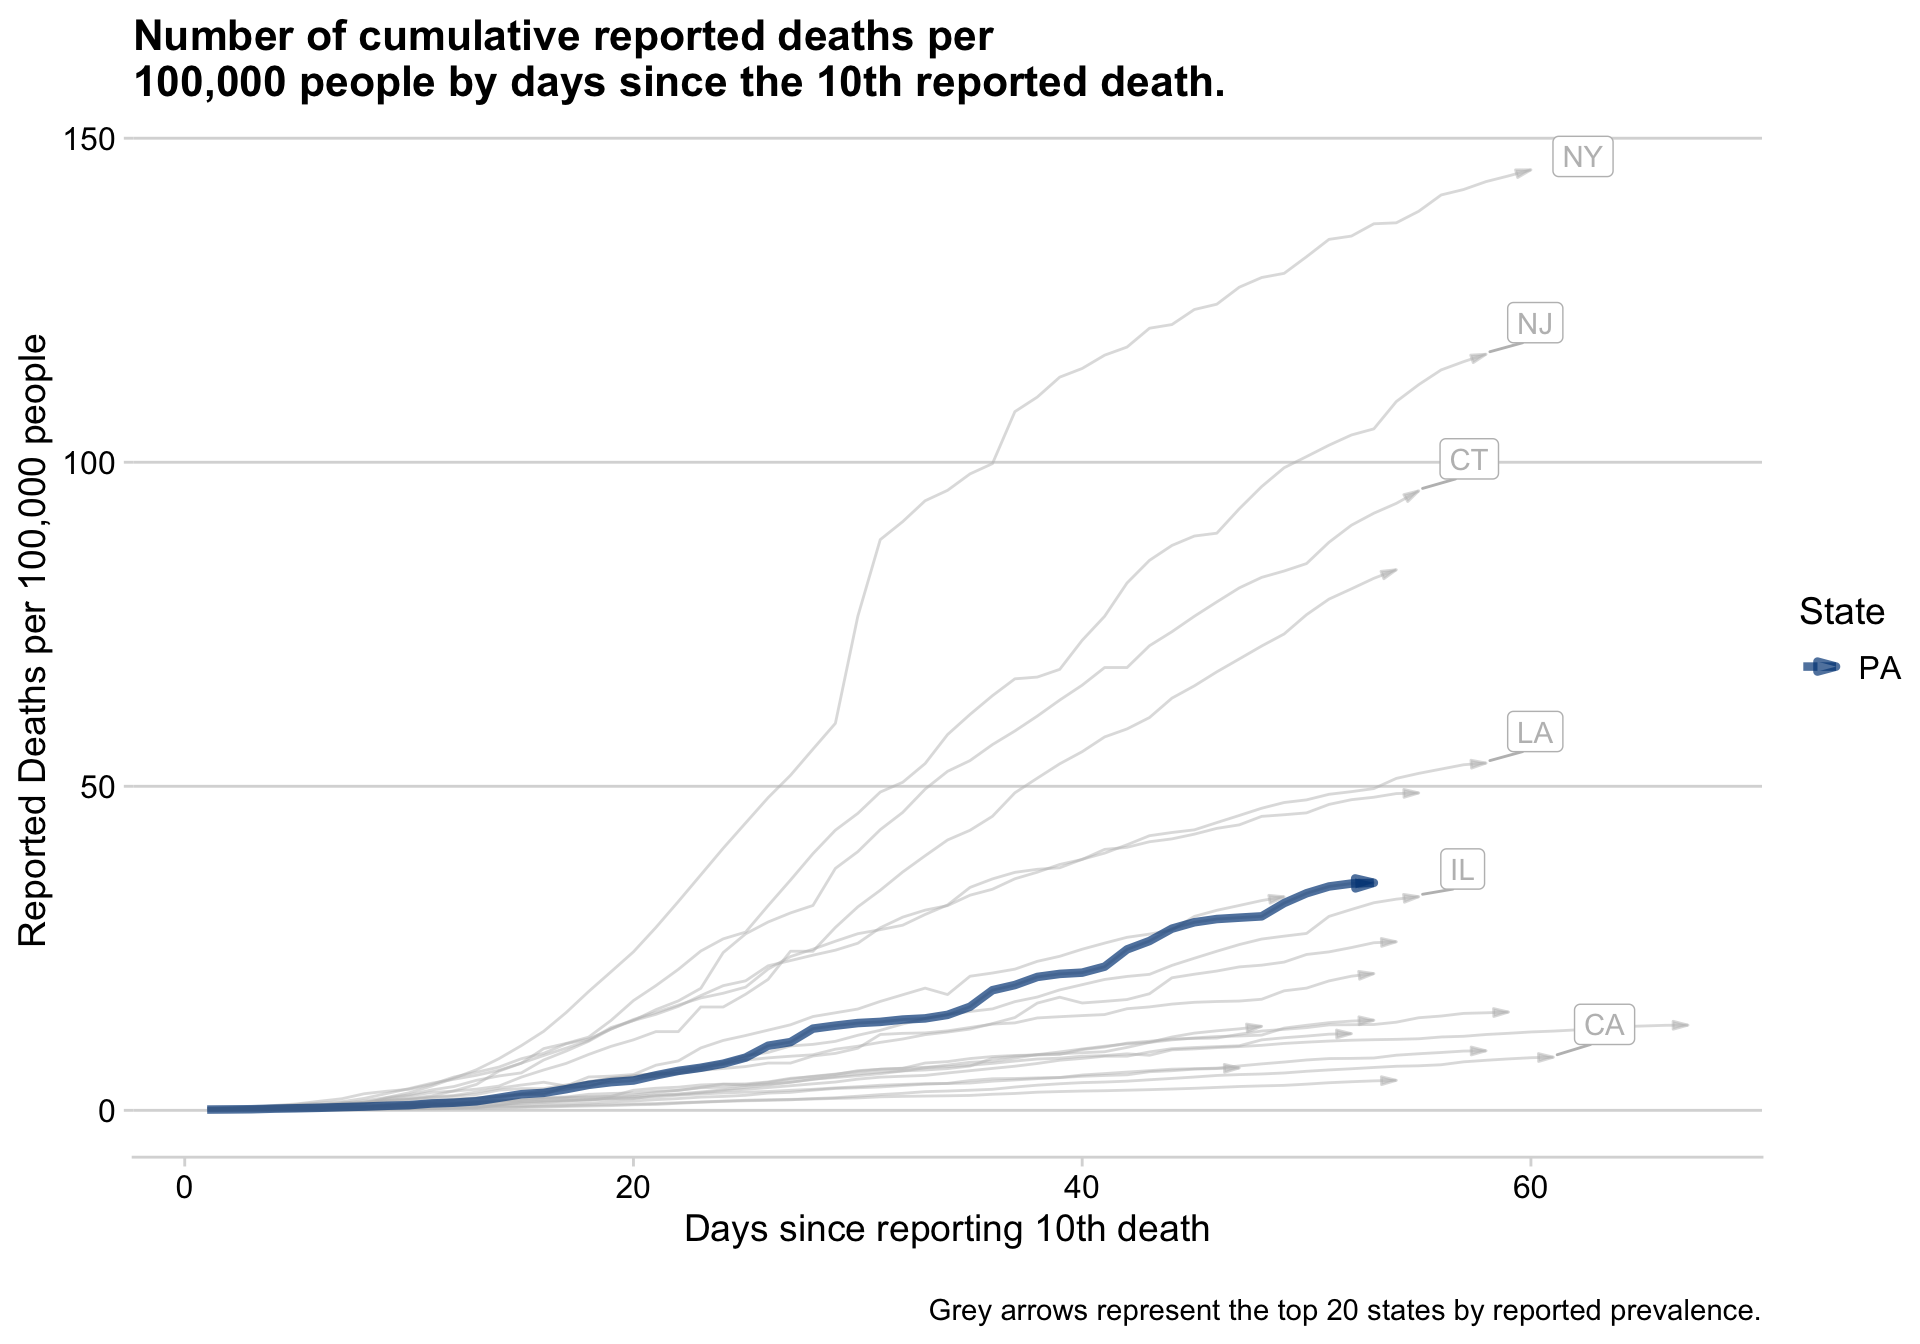 Number of cumulative reported deaths per
100,000 people by days since the 10th reported death.
Reported Deaths per 100,000 people
150
100
50
0
NY
NJ
CT
LA
IL
CA
State
PA
0
20
40
60
Days since reporting 10th death
Grey arrows represent the top 20 states by reported prevalence.